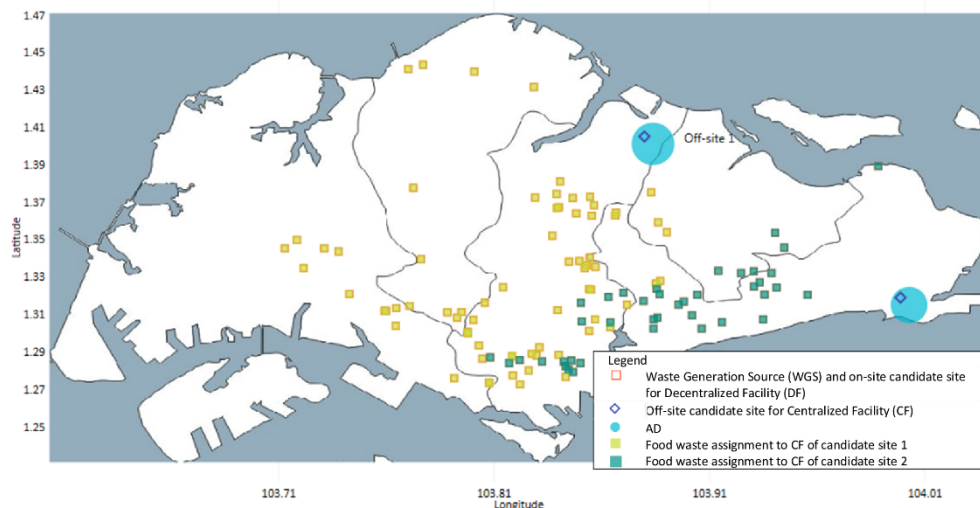 1.47
1.45
1.43
1.41
1.39
1.37
1.35
1.33
1.31
1.29
1.27
1.25
Latitude
Off-site 1
Legend
Waste Generation Source (WGS) and on-site candidate site
for Decentralized Facility (DF)
Off-site candidate site for Centralized Facility (CF)
AD
Food waste assignment to CF of candidate site 1
Food waste assignment to CF of candidate site 2
103.71
103.81
103.91
104.01
Longitude